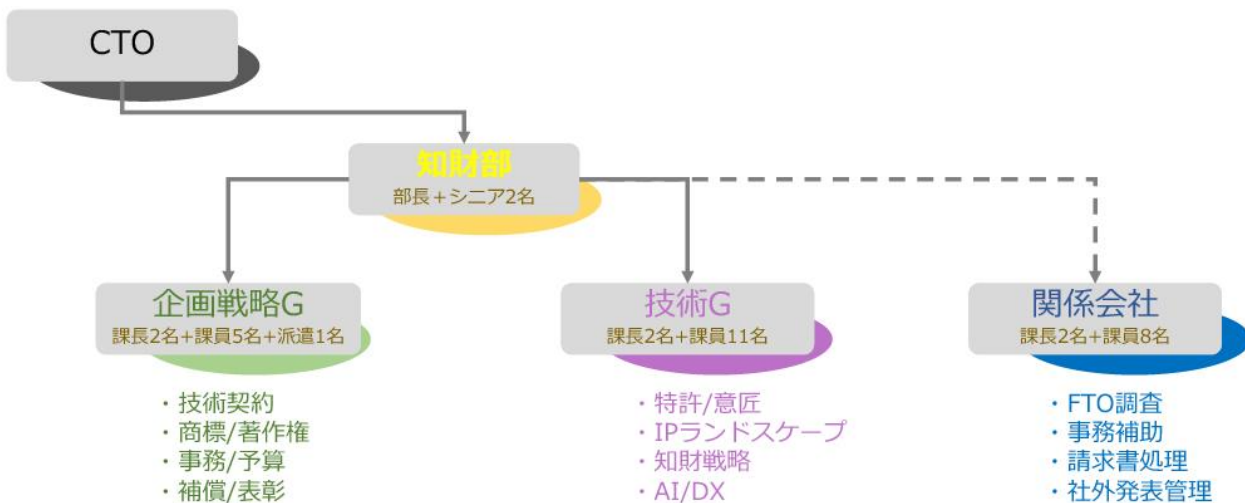 CTO
知財部
部長＋シニア2名
企画戦略G
課長2名+課員5名+派遣1名
・技術契約
・商標/著作権
・事務/予算
・補償/表彰
技術G
課長2名+課員11名
・特許/意匠
・IPランドスケープ
・知財戦略
・AI/DX
関係会社
課長2名+課員8名
・FTO調査
・事務補助
・請求書処理
・社外発表管理